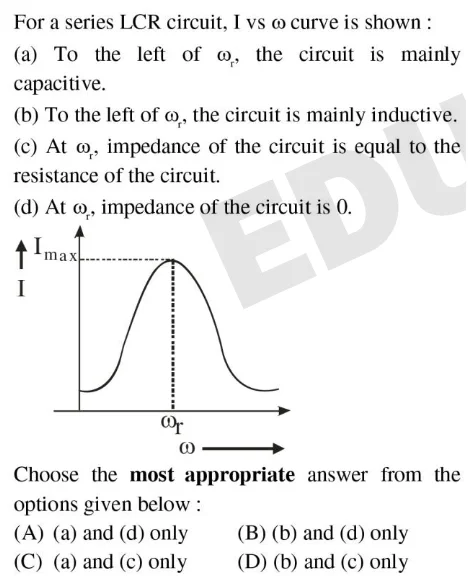 For a series LCR circuit, I vs ω curve is shown :
(a) To the left of ωr, the circuit is mainly
capacitive.
(b) To the left of ωr, the circuit is mainly inductive.
(c) At ωr, impedance of the circuit is equal to the
resistance of the circuit.
(d) At ωr, impedance of the circuit is 0.
EDU
Imax
I
ωr
ω
Choose the most appropriate answer from the
options given below :
(A) (a) and (d) only (B) (b) and (d) only
(C) (a) and (c) only (D) (b) and (c) only